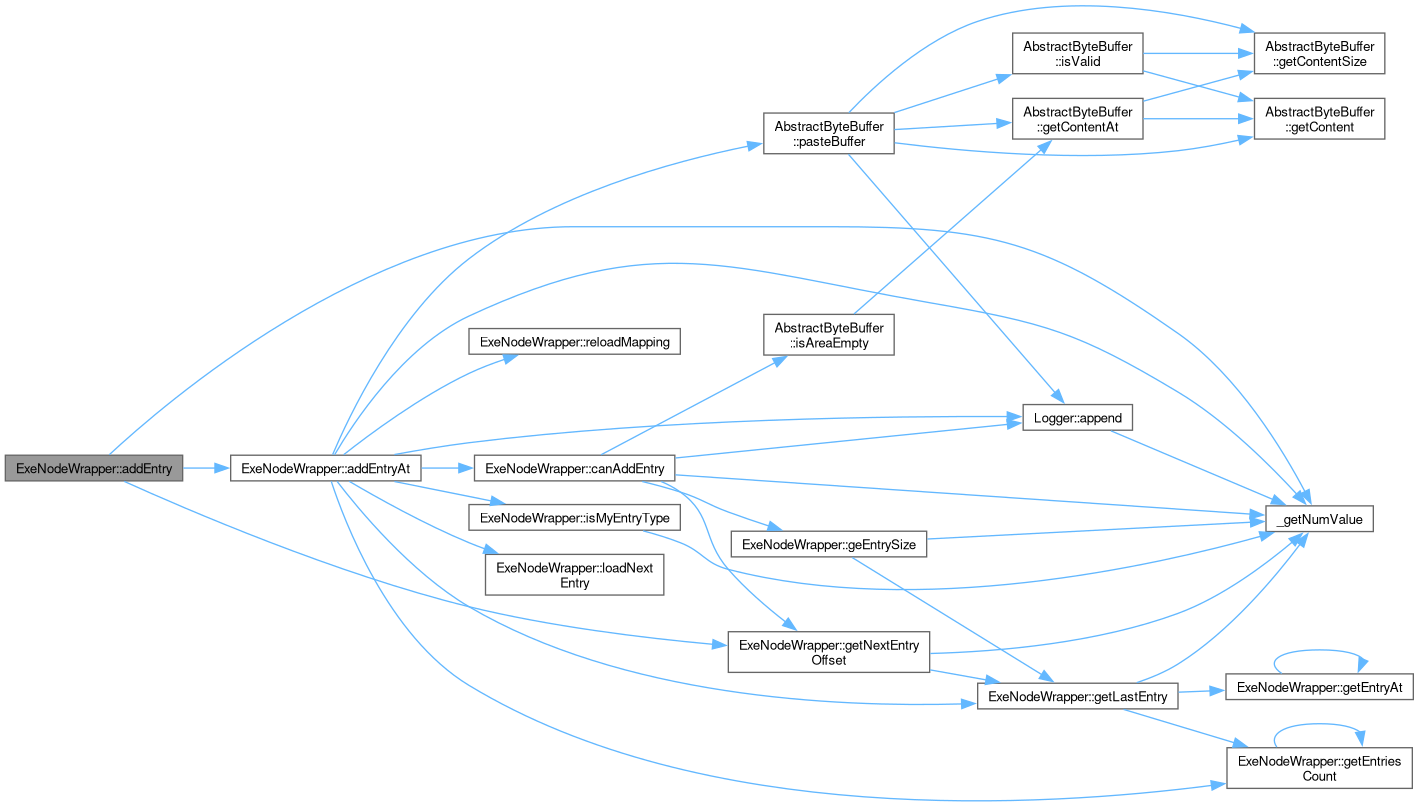 AbstractByteBuffer
::isValid
AbstractByteBuffer
::getContentSize
AbstractByteBuffer
::pasteBuffer
AbstractByteBuffer
::getContentAt
AbstractByteBuffer
::getContent
ExeNodeWrapper::reloadMapping
AbstractByteBuffer
::isAreaEmpty
Logger::append
ExeNodeWrapper::addEntry
ExeNodeWrapper::addEntryAt
ExeNodeWrapper::canAddEntry
ExeNodeWrapper::isMyEntryType
_getNumValue
ExeNodeWrapper::geEntrySize
ExeNodeWrapper::loadNext
Entry
ExeNodeWrapper::getNextEntry
Offset
ExeNodeWrapper::getLastEntry
ExeNodeWrapper::getEntryAt
ExeNodeWrapper::getEntries
Count